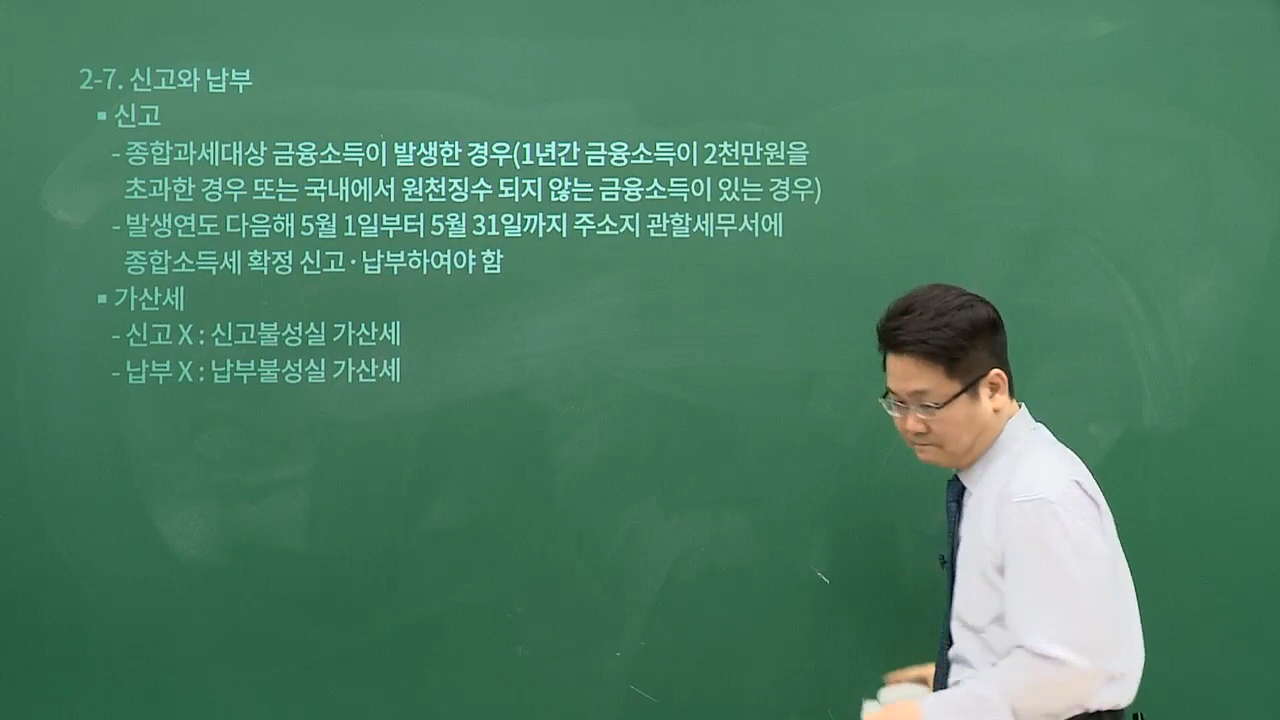 2-7. 신고와 납부
▪ 신고
- 종합과세대상 금융소득이 발생한 경우(1년간 금융소득이 2천만원을
초과한 경우 또는 국내에서 원천징수 되지 않는 금융소득이 있는 경우)
- 발생연도 다음해 5월 1일부터 5월 31일까지 주소지 관할세무서에
종합소득세 확정 신고·납부하여야 함
▪ 가산세
- 신고 X : 신고불성실 가산세
- 납부 X : 납부불성실 가산세